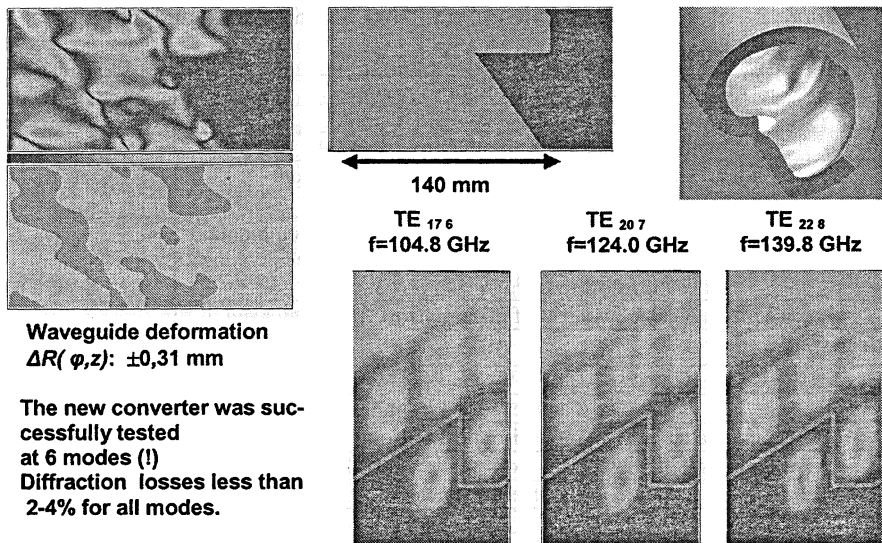 140 mm
TE 17 6
f=104.8 GHz
TE 20 7
f=124.0 GHz
TE 22 8
f=139.8 GHz
Waveguide deformation
ΔR( φ,z): ±0,31 mm
The new converter was suc-
cessfully tested
at 6 modes (!)
Diffraction losses less than
2-4% for all modes.